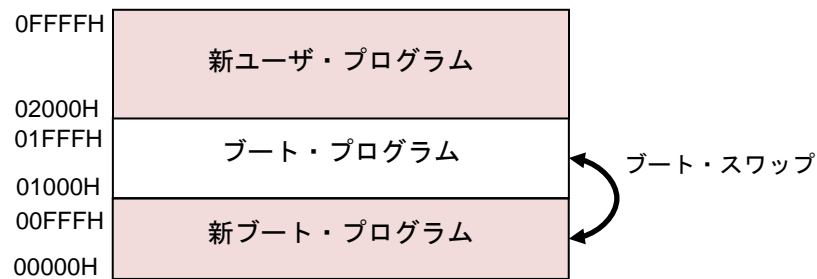 0FFFFH
新ユーザ・プログラム
02000H
01FFFH
ブート・プログラム
ブート・スワップ
01000H
00FFFH
新ブート・プログラム
00000H